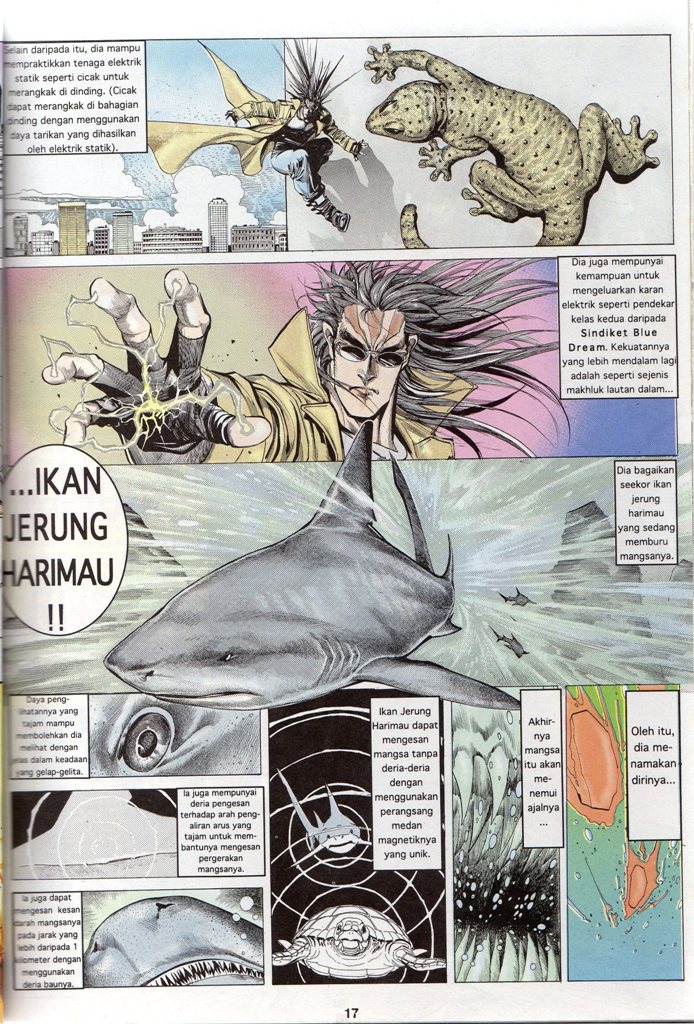 Selain daripada itu, dia mampu
mempraktikkan tenaga elektrik
statik seperti cicak untuk
merangkak di dinding. (Cicak
dapat merangkak di bahagian
dinding dengan menggunakan
daya tarikan yang dihasilkan
oleh elektrik statik).
Dia juga mempunyai
kemampuan untuk
mengeluarkan karan
elektrik seperti pendekar
kelas kedua daripada
Sindiket Blue
Dream. Kekuatannya
yang lebih mendalam lagi
adalah seperti sejenis
makhluk lautan dalam...
...IKAN
JERUNG
HARIMAU
!!
Dia bagaikan
seekor ikan
jerung
harimau
yang sedang
memburu
mangsanya.
Daya peng-
lihatannya yang
tajam mampu
membolehkan dia
melihat dengan
jelas dalam keadaan
yang gelap-gelita.
Ia juga mempunyai
deria pengesan
terhadap arah peng-
aliran arus yang
tajam untuk mem-
bantunya mengesan
pergerakan
mangsanya.
Ia juga dapat
mengesan kesan
darah mangsanya
pada jarak yang
lebih daripada 1
kilometer dengan
menggunakan
deria baunya.
Ikan Jerung
Harimau dapat
mengesan
mangsa tanpa
deria-deria
dengan
menggunakan
perangsang
medan
magnetiknya
yang unik.
Akhir-
nya
mangsa
itu akan
me-
nemui
ajalnya
...
Oleh itu,
dia me-
namakan
dirinya...
17